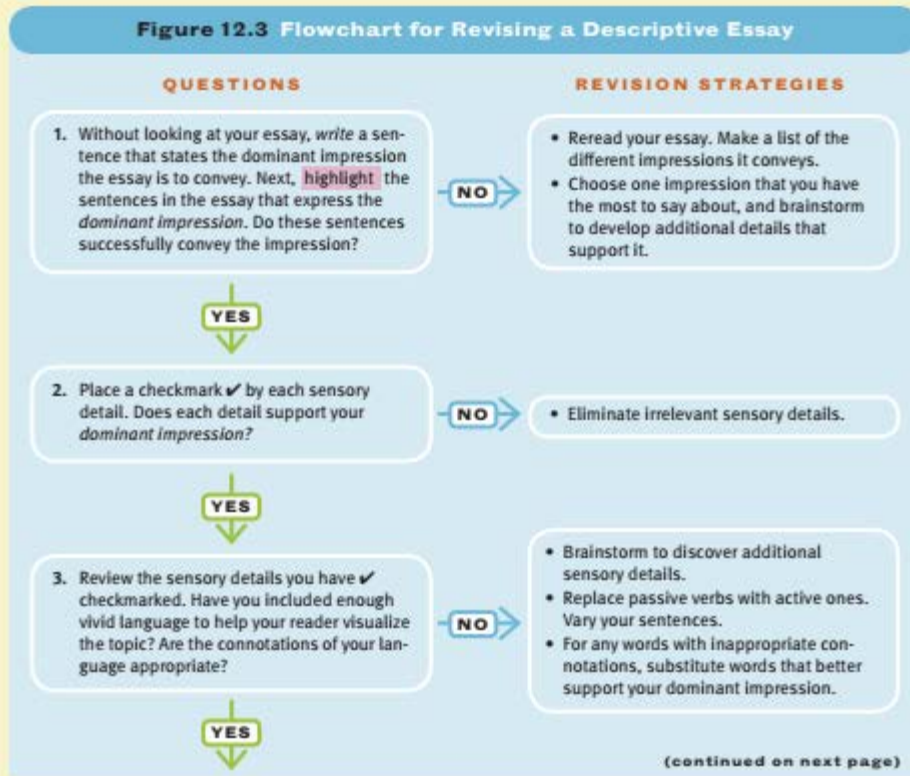 Figure 12.3 Flowchart for Revising a Descriptive Essay
QUESTIONS
REVISION STRATEGIES
1. Without looking at your essay, write a sen-
tence that states the dominant impression
the essay is to convey. Next, highlight the
sentences in the essay that express the
dominant impression. Do these sentences
successfully convey the impression?
NO
• Reread your essay. Make a list of the
different impressions it conveys.
• Choose one impression that you have
the most to say about, and brainstorm
to develop additional details that
support it.
YES
2. Place a checkmark ✔ by each sensory
detail. Does each detail support your
dominant impression?
NO
• Eliminate irrelevant sensory details.
YES
3. Review the sensory details you have ✔
checkmarked. Have you included enough
vivid language to help your reader visualize
the topic? Are the connotations of your lan-
guage appropriate?
NO
• Brainstorm to discover additional
sensory details.
• Replace passive verbs with active ones.
Vary your sentences.
• For any words with inappropriate con-
notations, substitute words that better
support your dominant impression.
YES
(continued on next page)